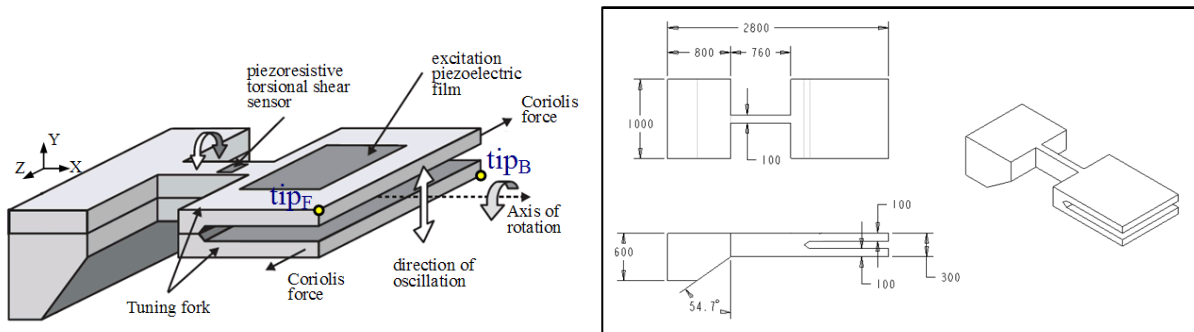 piezoresistive
torsional shear
sensor
excitation
piezoelectric
film
Coriolis
force
Y
Z
X
tip_B
tip_F
Axis of
rotation
direction of
oscillation
Coriolis
force
Tuning fork
2800
800
760
1000
100
100
600
300
100
54.7°